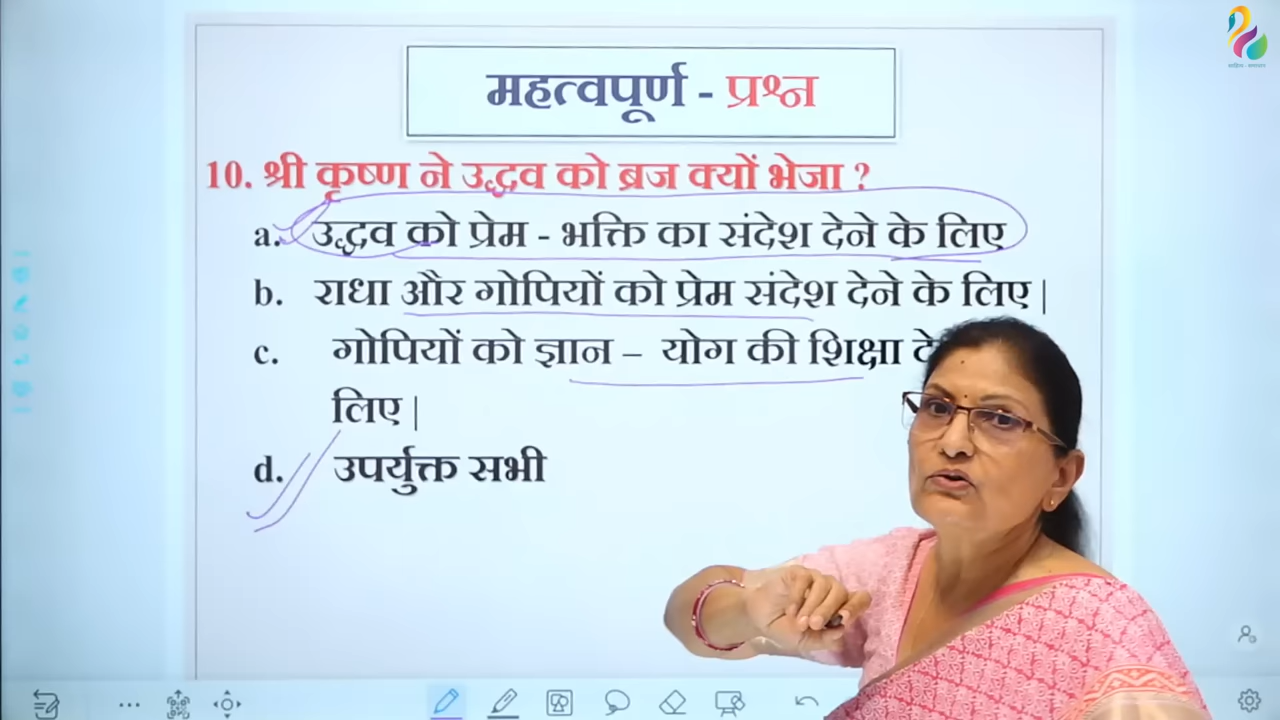 महत्वपूर्ण - प्रश्न
10. श्री कृष्ण ने उद्धव को ब्रज क्यों भेजा ?
a. उद्धव को प्रेम - भक्ति का संदेश देने के लिए
b. राधा और गोपियों को प्रेम संदेश देने के लिए |
c. गोपियों को ज्ञान – योग की शिक्षा
लिए |
d. उपर्युक्त सभी